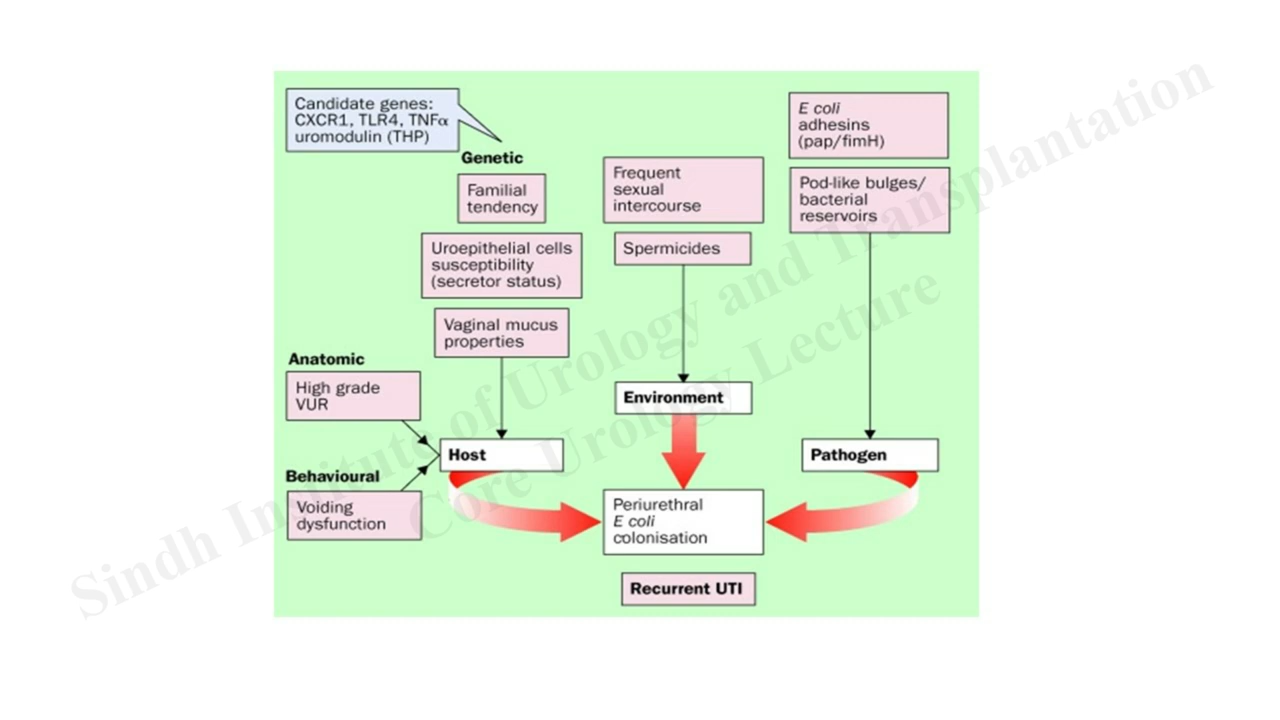 Candidate genes:
CXCR1, TLR4, TNFα
uromodulin (THP)
Genetic
Familial
tendency
Uroepithelial cells
susceptibility
(secretor status)
Vaginal mucus
properties
Anatomic
High grade
VUR
Behavioural
Voiding
dysfunction
Host
Frequent
sexual
intercourse
Spermicides
Environment
E coli
adhesins
(pap/fimH)
Pod-like bulges/
bacterial
reservoirs
Pathogen
Periurethral
E coli
colonisation
Recurrent UTI
Sindh Institute of Urology and Transplantation
Core Urology Lecture